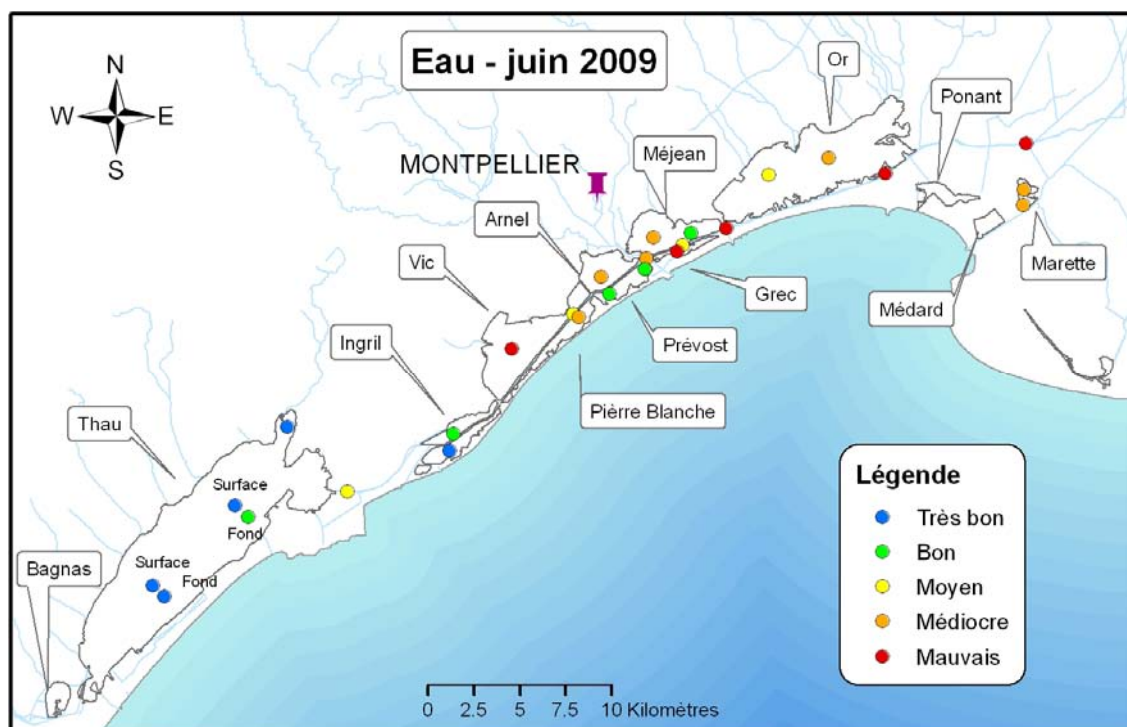 Eau - juin 2009
N
W
E
S
Or
Ponant
MONTPELLIER
Méjean
Arnel
Vic
Marette
Grec
Médard
Ingril
Prévost
Pièrre Blanche
Thau
Surface
Fond
Surface
Fond
Bagnas
Légende
Très bon
Bon
Moyen
Médiocre
Mauvais
0 2.5 5 7.5 10 Kilomètres